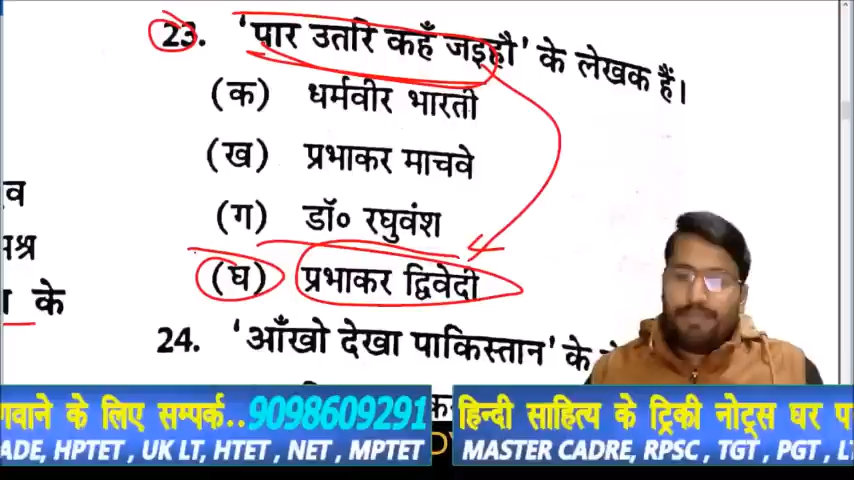 23. 'पार उतरि कहँ जइहौ' के लेखक हैं।
(क) धर्मवीर भारती
(ख) प्रभाकर माचवे
(ग) डॉ० रघुवंश
(घ) प्रभाकर द्विवेदी
व
मश्र
के
24. 'आँखो देखा पाकिस्तान' के
गवाने के लिए सम्पर्क..9098609291
हिन्दी साहित्य के ट्रिकी नोट्स घर
ADE, HPTET, UK LT, HTET, NET, MPTET
MASTER CADRE, RPSC, TGT, PGT,